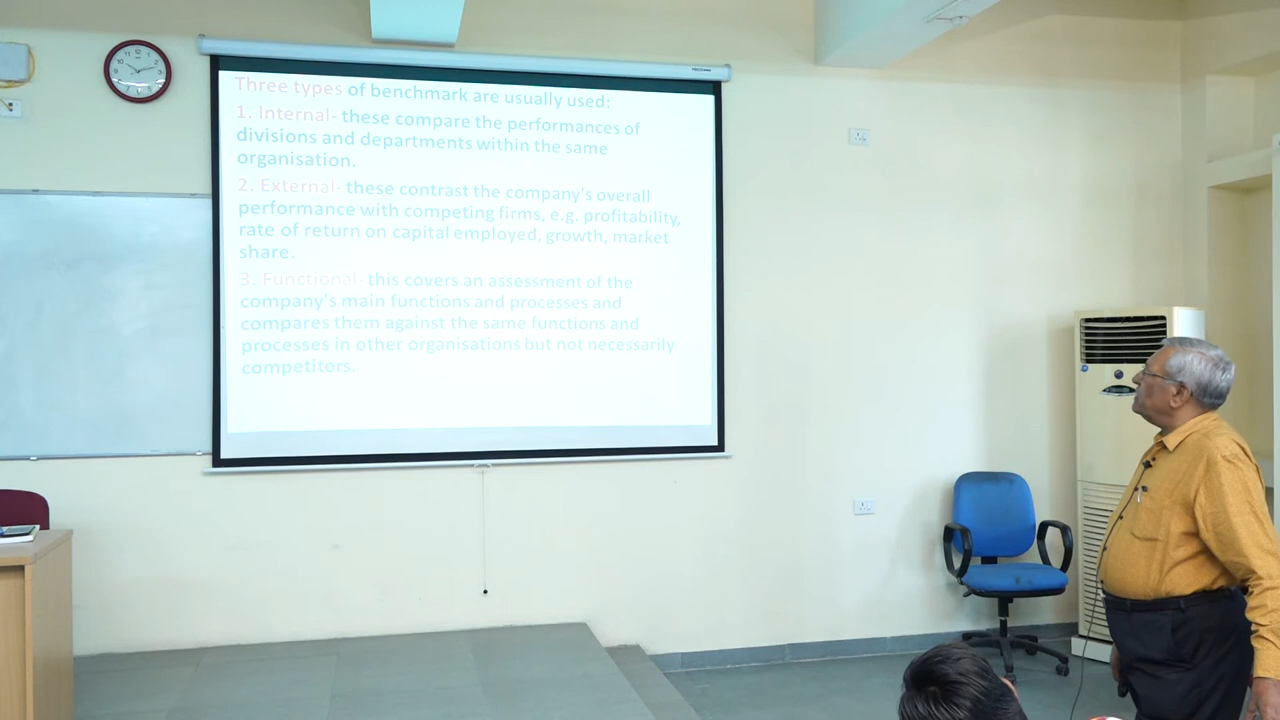 Three types of benchmark are usually used:
1. Internal- these compare the performances of
divisions and departments within the same
organisation.
2. External- these contrast the company's overall
performance with competing firms, e.g. profitability,
rate of return on capital employed, growth, market
share.
3. Functional- this covers an assessment of the
company's main functions and processes and
compares them against the same functions and
processes in other organisations but not necessarily
competitors.